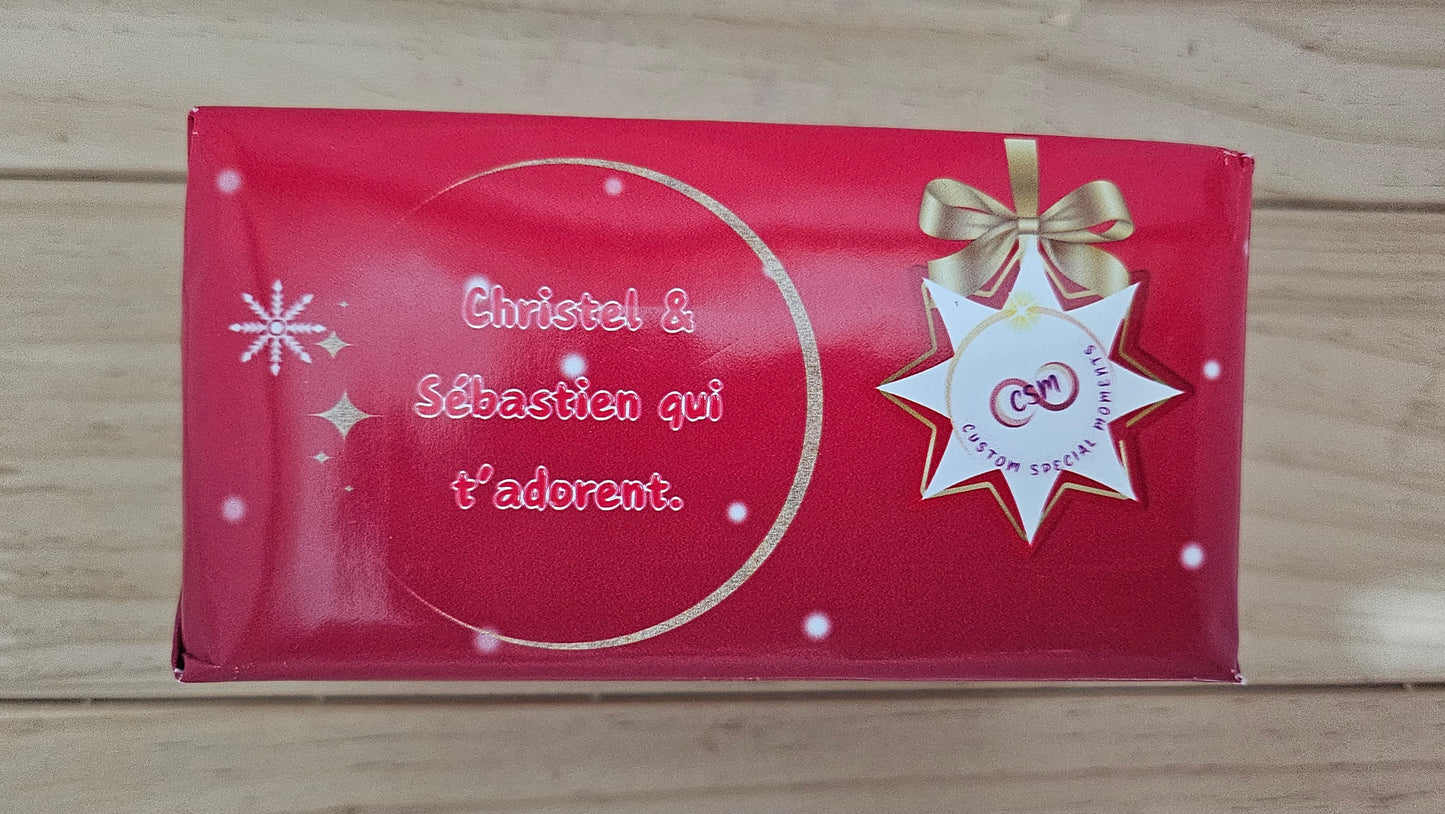 Christel &
Sébastien qui
t'adorent.
CSM
CUSTOM SPECIAL MOMENTS